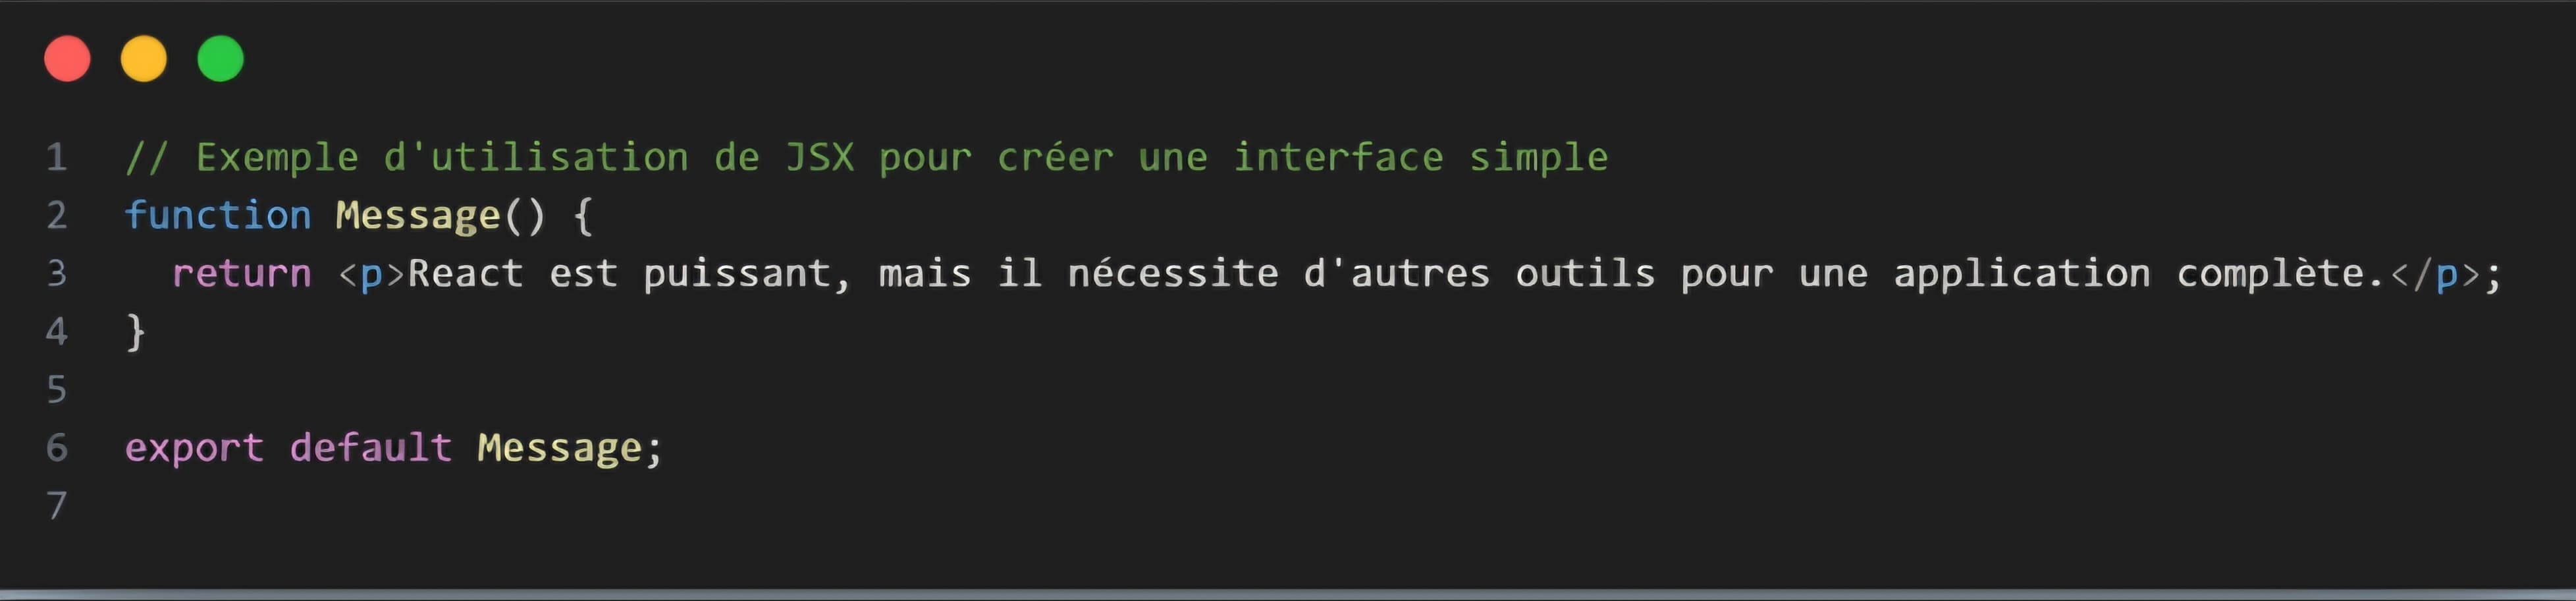 1 // Exemple d'utilisation de JSX pour créer une interface simple
2 function Message() {
3   return <p>React est puissant, mais il nécessite d'autres outils pour une application complète.</p>;
4 }
5
6 export default Message;
7